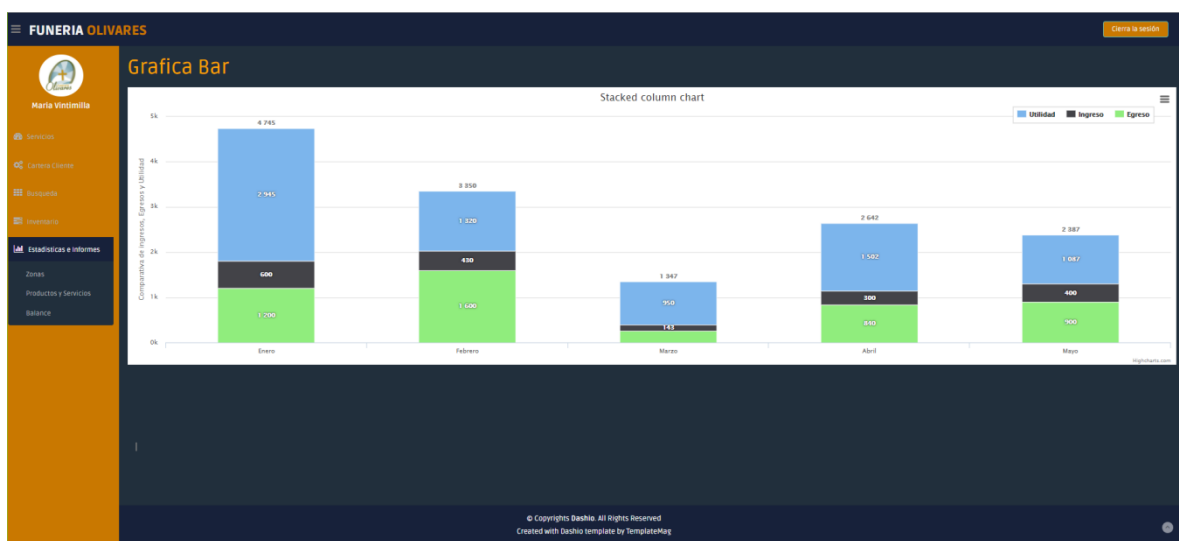 FUNERIA OLIVARES
Cierra la sesión
Olivares
Maria Vintimilla
Servicios
Cartera Cliente
Busqueda
Inventario
Estadisticas e Informes
Zonas
Productos y Servicios
Balance
Grafica Bar
Stacked column chart
Utilidad Ingreso Egreso
Comparativa de Ingresos, Egresos y Utilidad
5k
4k
3k
2k
1k
0k
4 745
2 945
600
1 200
3 350
1 320
430
1 600
1 347
950
143
2 642
1 502
300
840
2 387
1 087
400
900
Enero Febrero Marzo Abril Mayo
Highcharts.com
© Copyrights Dashio. All Rights Reserved
Created with Dashio template by TemplateMag